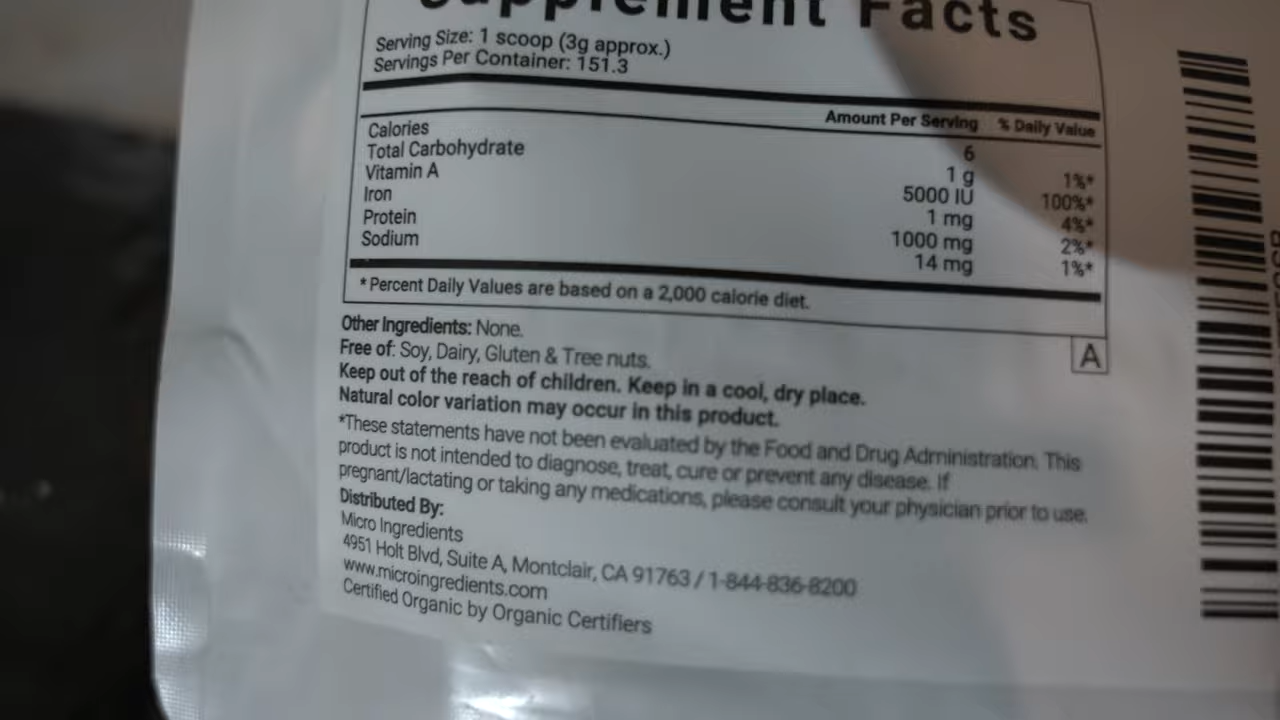 Supplement Facts
Serving Size: 1 scoop (3g approx.)
Servings Per Container: 151.3
Amount Per Serving % Daily Value
Calories 6
Total Carbohydrate 1 g 1%*
Vitamin A 5000 IU 100%*
Iron 1 mg 4%*
Protein 1000 mg 2%*
Sodium 14 mg 1%*
* Percent Daily Values are based on a 2,000 calorie diet.
A
Other Ingredients: None.
Free of: Soy, Dairy, Gluten & Tree nuts.
Keep out of the reach of children. Keep in a cool, dry place.
Natural color variation may occur in this product.
*These statements have not been evaluated by the Food and Drug Administration. This
product is not intended to diagnose, treat, cure or prevent any disease. If
pregnant/lactating or taking any medications, please consult your physician prior to use.
Distributed By:
Micro Ingredients
4951 Holt Blvd, Suite A, Montclair, CA 91763 / 1-844-836-8200
www.microingredients.com
Certified Organic by Organic Certifiers